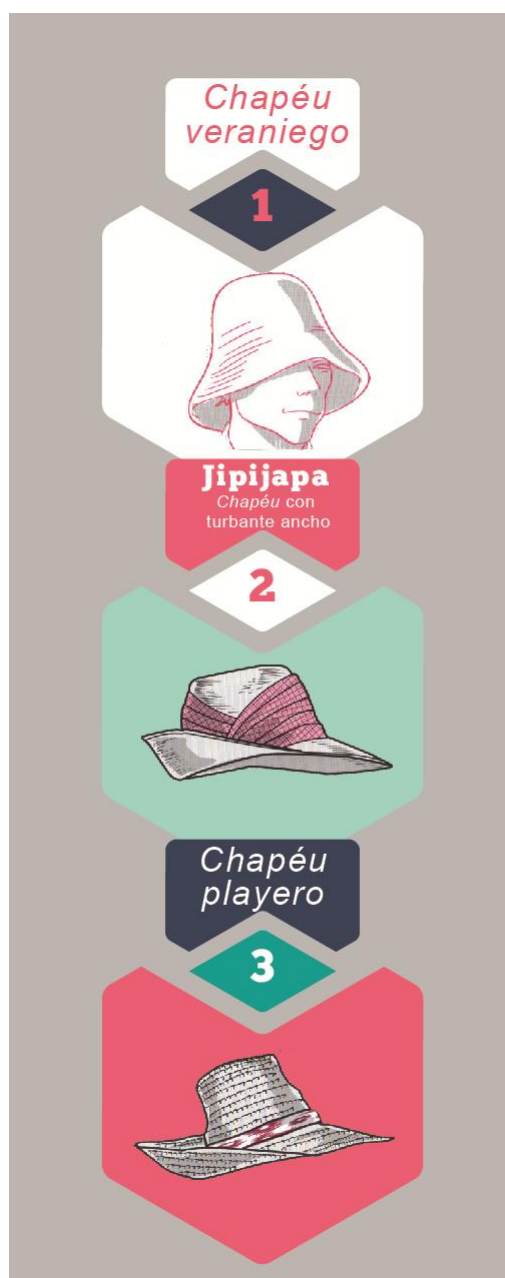 Chapéu
veraniego
1
Jipijapa
Chapéu con
turbante ancho
2
Chapéu
playero
3